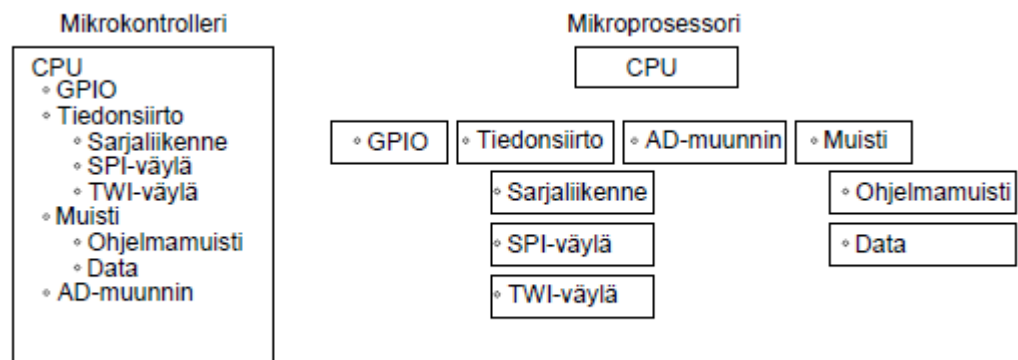 Mikrokontrolleri
CPU
GPIO
Tiedonsiirto
Sarjaliikenne
SPI-väylä
TWI-väylä
Muisti
Ohjelmamuisti
Data
AD-muunnin
Mikroprosessori
CPU
GPIO
Tiedonsiirto
AD-muunnin
Muisti
Sarjaliikenne
Ohjelmamuisti
SPI-väylä
Data
TWI-väylä